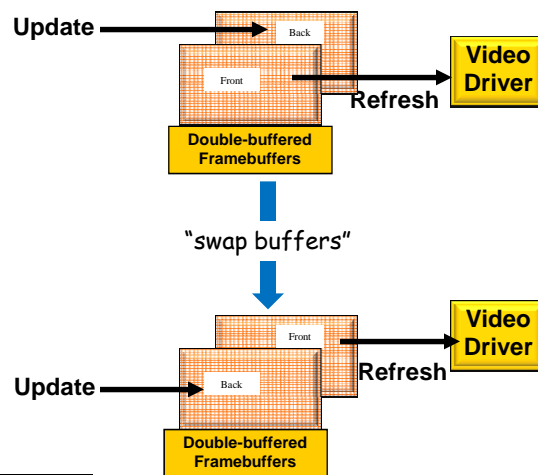 Update
Back
Front
Refresh
Video
Driver
Double-buffered
Framebuffers
“swap buffers”
Front
Video
Driver
Refresh
Update
Back
Double-buffered
Framebuffers